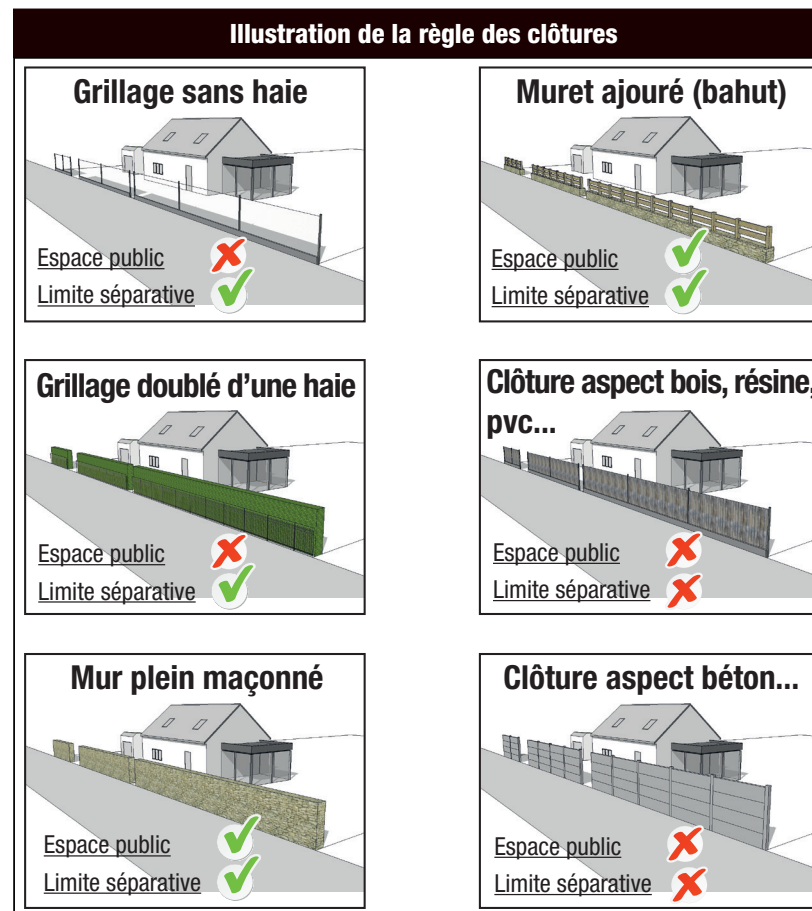 Illustration de la règle des clôtures
Grillage sans haie
Espace public
Limite séparative
Muret ajouré (bahut)
Espace public
Limite séparative
Grillage doublé d'une haie
Espace public
Limite séparative
Clôture aspect bois, résine,
pvc...
Espace public
Limite séparative
Mur plein maçonné
Espace public
Limite séparative
Clôture aspect béton...
Espace public
Limite séparative